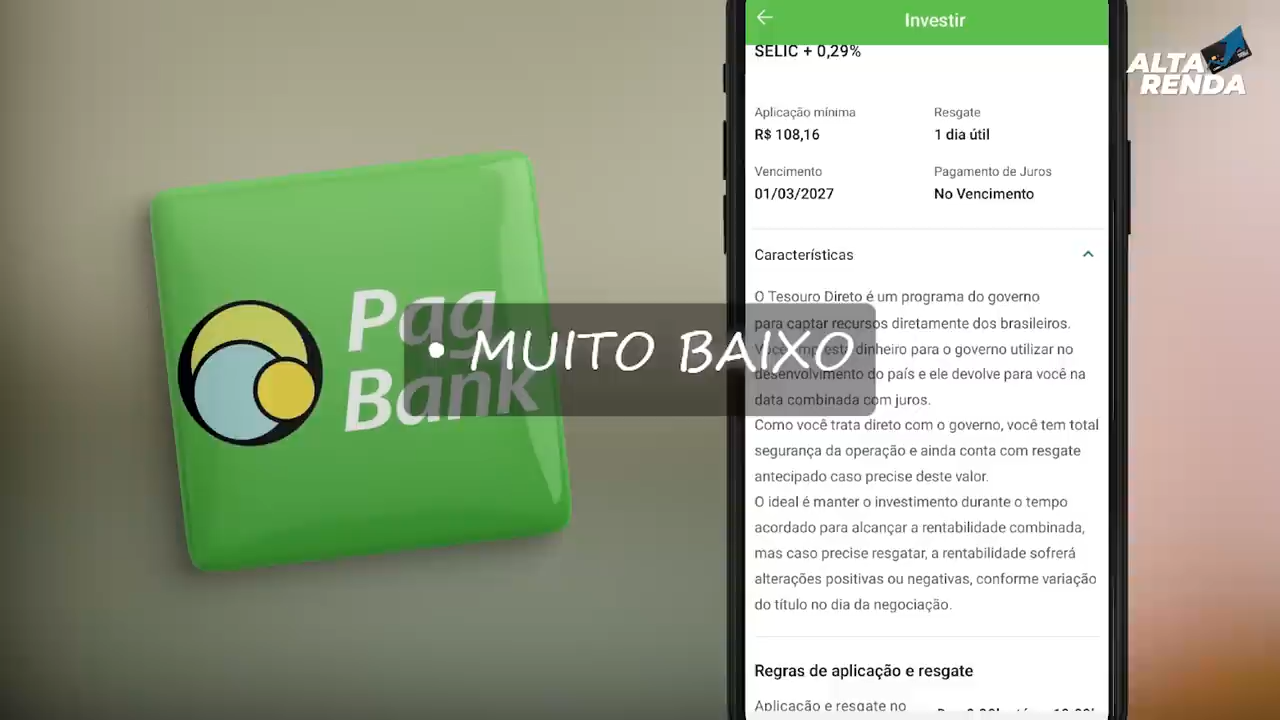 Investir
ALTA
RENDA
SELIC + 0,29%
Aplicação mínima
R$ 108,16
Resgate
1 dia útil
Vencimento
01/03/2027
Pagamento de Juros
No Vencimento
Características
O Tesouro Direto é um programa do governo
para captar recursos diretamente dos brasileiros.
Você empresta dinheiro para o governo utilizar no
desenvolvimento do país e ele devolve para você na
data combinada com juros.
Como você trata direto com o governo, você tem total
segurança da operação e ainda conta com resgate
antecipado caso precise deste valor.
O ideal é manter o investimento durante o tempo
acordado para alcançar a rentabilidade combinada,
mas caso precise resgatar, a rentabilidade sofrerá
alterações positivas ou negativas, conforme variação
do título no dia da negociação.
Regras de aplicação e resgate
Aplicação e resgate no
Pag
Bank
• MUITO BAIXO